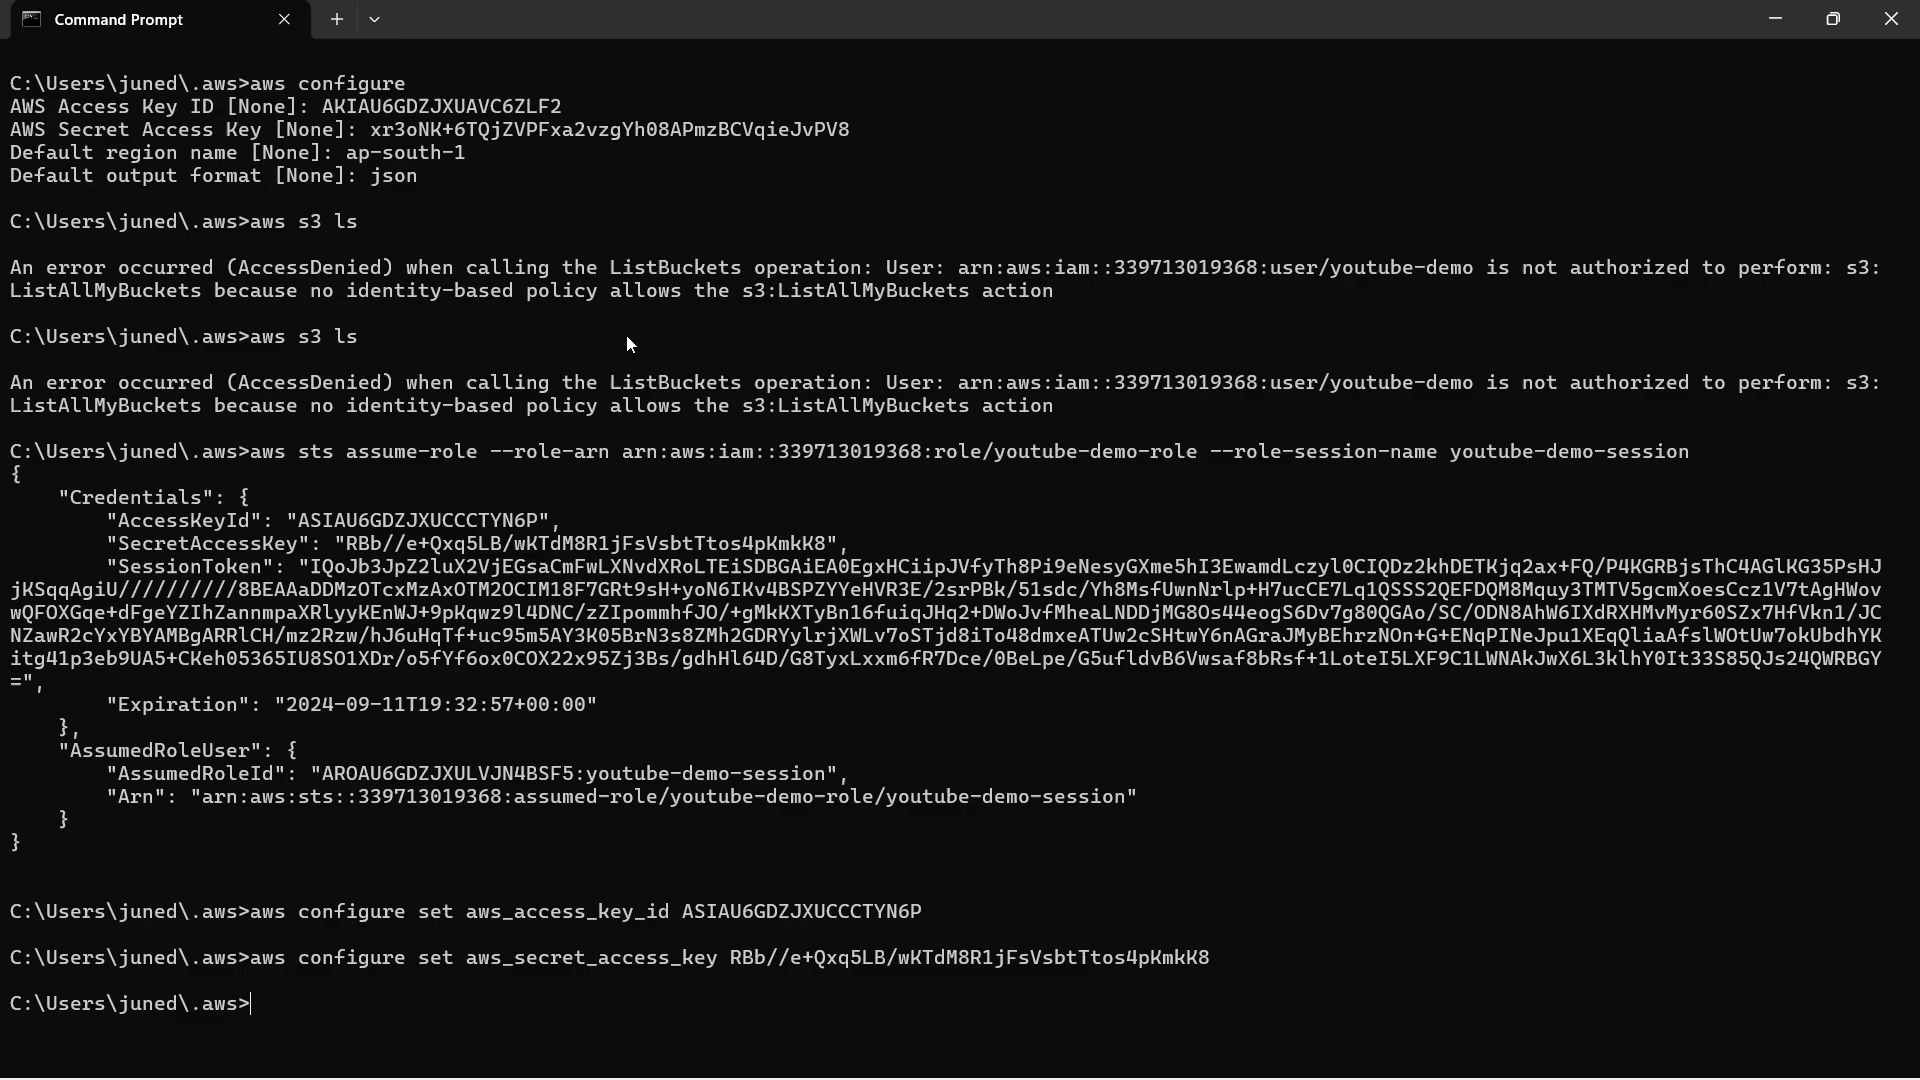 Command Prompt
C:\Users\juned\.aws>aws configure
AWS Access Key ID [None]: AKIAU6GDZJXUAVC6ZLF2
AWS Secret Access Key [None]: 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
Default region name [None]: ap-south-1
Default output format [None]: json
C:\Users\juned\.aws>aws s3 ls
An error occurred (AccessDenied) when calling the ListBuckets operation: User: arn:aws:iam::339713019368:user/youtube-demo is not authorized to perform: s3:
ListAllMyBuckets because no identity-based policy allows the s3:ListAllMyBuckets action
C:\Users\juned\.aws>aws s3 ls
An error occurred (AccessDenied) when calling the ListBuckets operation: User: arn:aws:iam::339713019368:user/youtube-demo is not authorized to perform: s3:
ListAllMyBuckets because no identity-based policy allows the s3:ListAllMyBuckets action
C:\Users\juned\.aws>aws sts assume-role --role-arn arn:aws:iam::339713019368:role/youtube-demo-role --role-session-name youtube-demo-session
{
"Credentials": {
"AccessKeyId": "ASIAU6GDZJXUCCCTYN6P",
"SecretAccessKey": "RBb//e+Qxq5LB/wKTdM8R1jFsVsbtTtos4pKmkK8",
"SessionToken": "IQoJb3JpZ2luX2VjEGsaCmFwLXNvdXRoLTEiSDBGAiEA0EgxHCiipJVfyTh8Pi9eNesyGXme5hI3EwamdLczyl0CIQDz2khDETKjq2ax+FQ/P4KGRBjsThC4AGlKG35PsHJ
jKSqqAgiU//////////8BEAAaDDMzOTcxMzAxOTM2OCIM18F7GRt9sH+yoN6IKv4BSPZYYeHVR3E/2srPBk/51sdc/Yh8MsfUwnNrlp+H7ucCE7Lq1QSSS2QEFDQM8Mquy3TMTV5gcmXoesCcz1V7tAgHWov
wQFOXGqe+dFgeYZIhZannmpaXRlyyKEnWJ+9pKqwz9l4DNC/zZIpommhfJO/+gMkKXTyBn16fuiqJHq2+DWoJvfMheaLNDDjMG8Os44eogS6Dv7g80QGAo/SC/ODN8AhW6IXdRXHMvMyr60SZx7HfVkn1/JC
NZawR2cYxYBYAMBgARRlCH/mz2Rzw/hJ6uHqTf+uc95m5AY3K05BrN3s8ZMh2GDRYylrjXWLv7oSTjd8iTo48dmxeATUw2cSHtwY6nAGraJMyBEhrzNOn+G+ENqPINeJpu1XEqQliaAfslWOtUw7okUbdhYK
itg41p3eb9UA5+CKeh05365IU8SO1XDr/o5fYf6ox0COX22x95Zj3Bs/gdhHl64D/G8TyxLxxm6fR7Dce/0BeLpe/G5ufldvB6Vwsaf8bRsf+1LoteI5LXF9C1LWNAkJwX6L3klhY0It33S85QJs24QWRBGY
=",
"Expiration": "2024-09-11T19:32:57+00:00"
},
"AssumedRoleUser": {
"AssumedRoleId": "AROAU6GDZJXULVJN4BSF5:youtube-demo-session",
"Arn": "arn:aws:sts::339713019368:assumed-role/youtube-demo-role/youtube-demo-session"
}
}
C:\Users\juned\.aws>aws configure set aws_access_key_id ASIAU6GDZJXUCCCTYN6P
C:\Users\juned\.aws>aws configure set aws_secret_access_key RBb//e+Qxq5LB/wKTdM8R1jFsVsbtTtos4pKmkK8
C:\Users\juned\.aws>